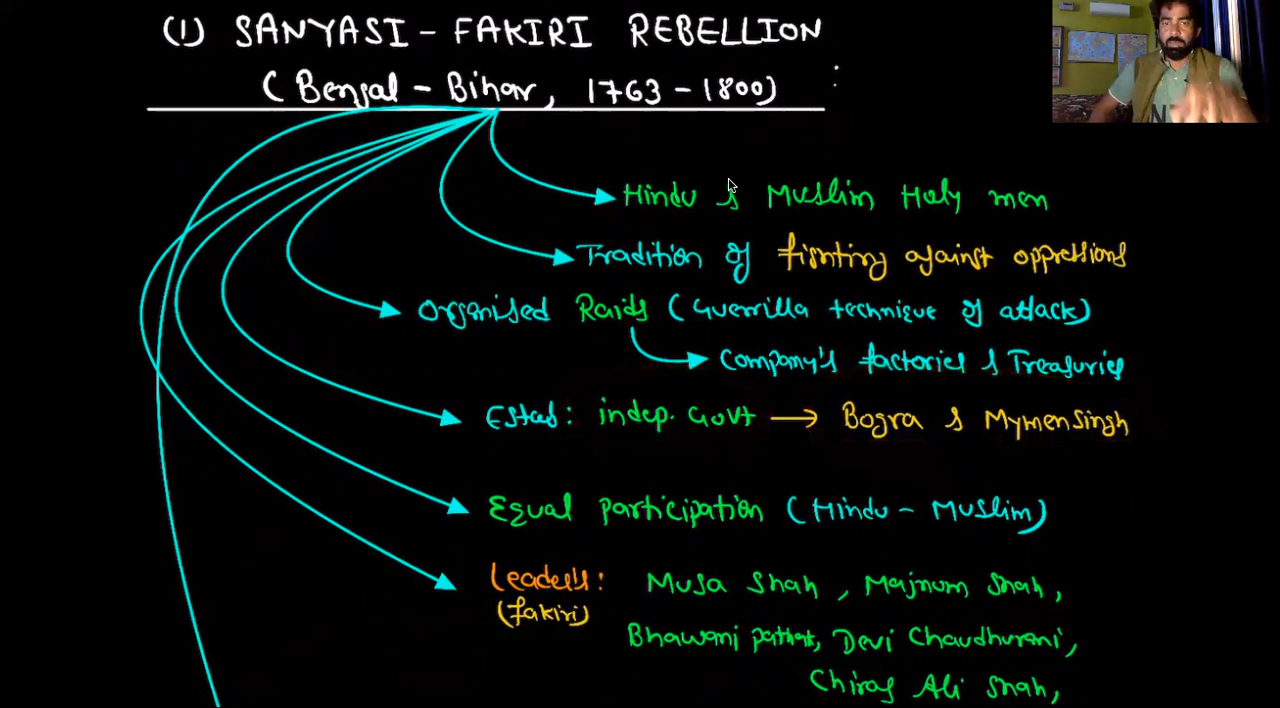 (1) SANYASI - FAKIRI REBELLION
(Bengal - Bihar, 1763 - 1800) :
Hindu & Muslim Holy men
Tradition of fighting against oppressions
Organised Raids (Guerrilla technique of attack)
Company's factories & Treasuries
Estab: indep. Govt → Bogra & Mymensingh
Equal participation (Hindu - Muslim)
Leader's: Musa Shah, Majnum Shah,
(fakiri)
Bhawani pathak, Devi Chaudhurani,
Chirag Ali Shah,